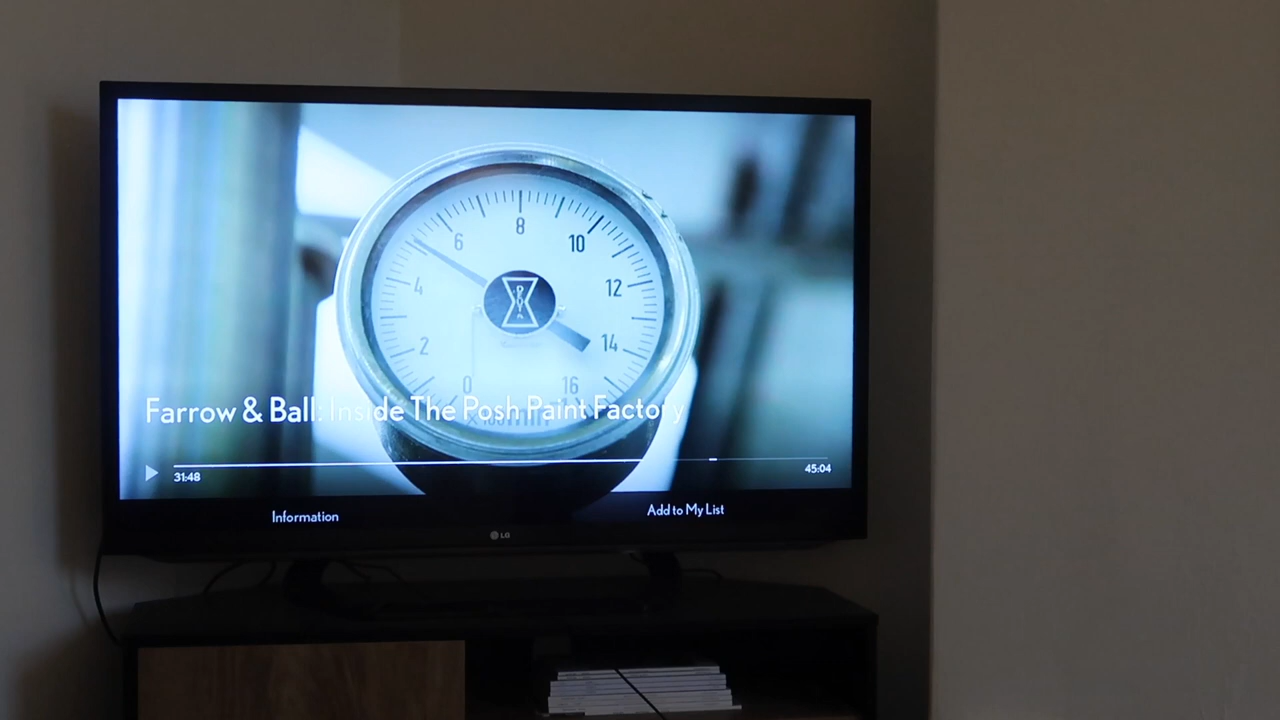 8
6
10
4
12
2
14
0
16
Farrow & Ball: Inside The Posh Paint Factory
31:48
45:04
Information
Add to My List
LG